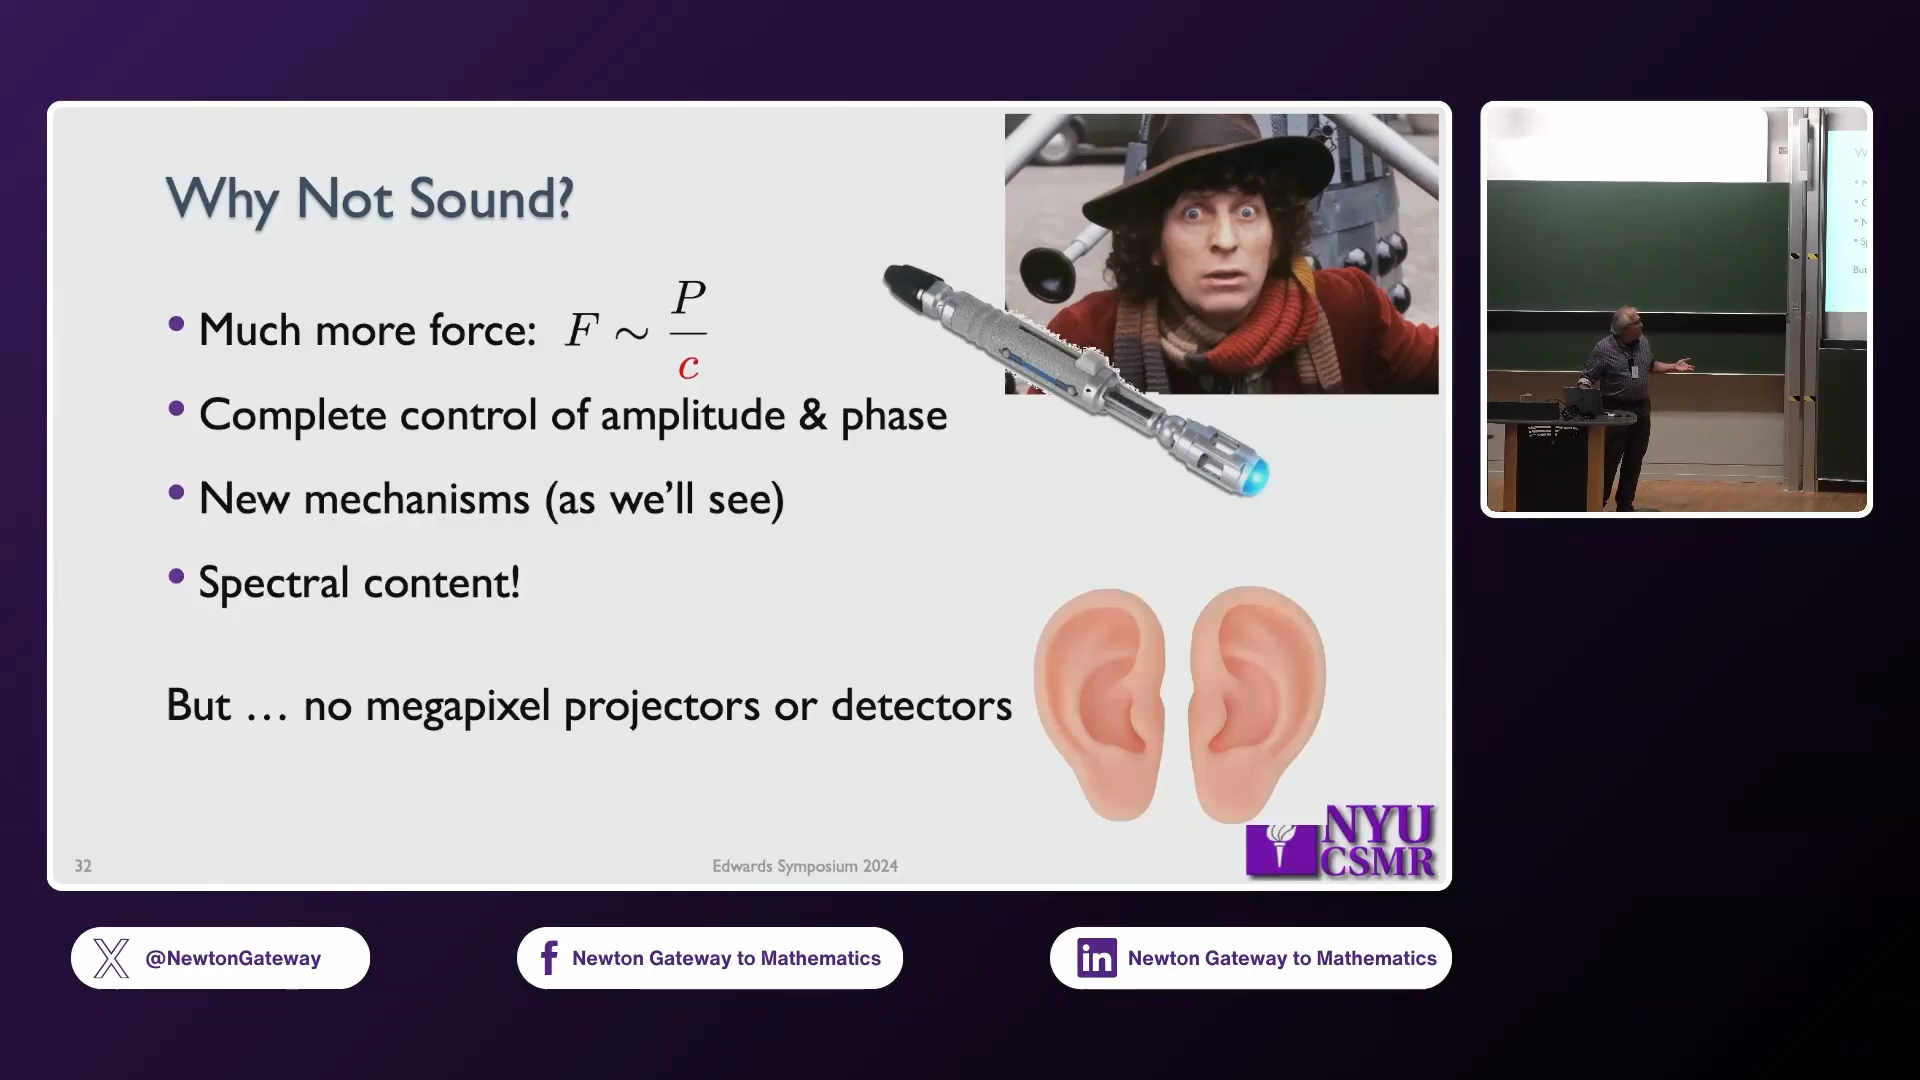 Why Not Sound?
• Much more force: F ~ P/c
• Complete control of amplitude & phase
• New mechanisms (as we'll see)
• Spectral content!
But … no megapixel projectors or detectors
32
Edwards Symposium 2024
NYU
CSMR
@NewtonGateway
Newton Gateway to Mathematics
in
Newton Gateway to Mathematics